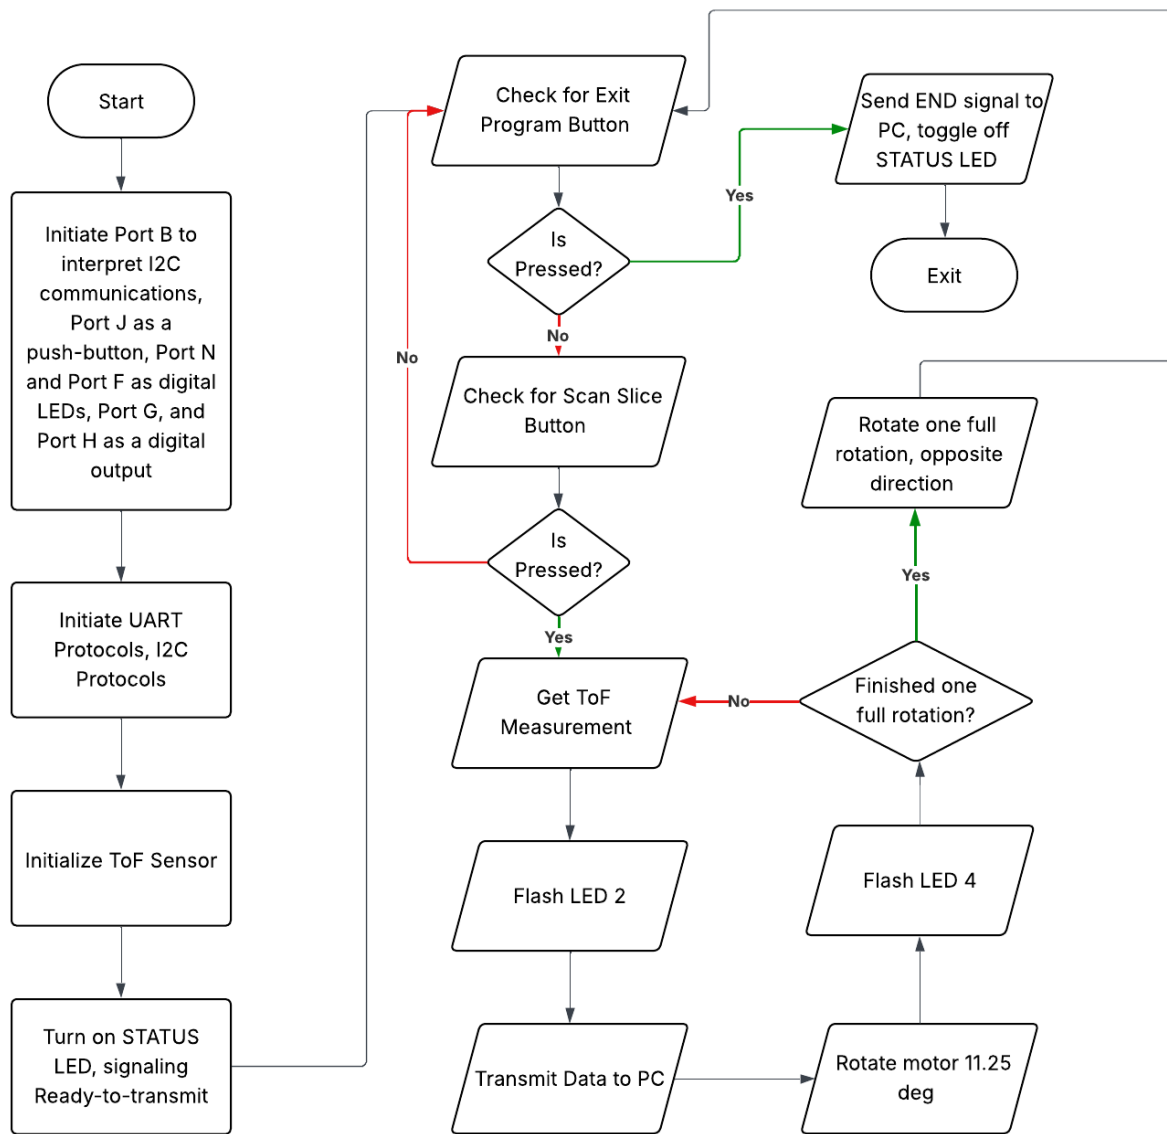 Start
Initiate Port B to
interpret I2C
communications,
Port J as a
push-button, Port N
and Port F as digital
LEDs, Port G, and
Port H as a digital
output
Initiate UART
Protocols, I2C
Protocols
Initialize ToF Sensor
Turn on STATUS
LED, signaling
Ready-to-transmit
Check for Exit
Program Button
Is
Pressed?
Yes
Send END signal to
PC, toggle off
STATUS LED
Exit
No
Check for Scan Slice
Button
Is
Pressed?
No
Yes
Get ToF
Measurement
Flash LED 2
Transmit Data to PC
Rotate motor 11.25
deg
Flash LED 4
Finished one
full rotation?
No
Yes
Rotate one full
rotation, opposite
direction